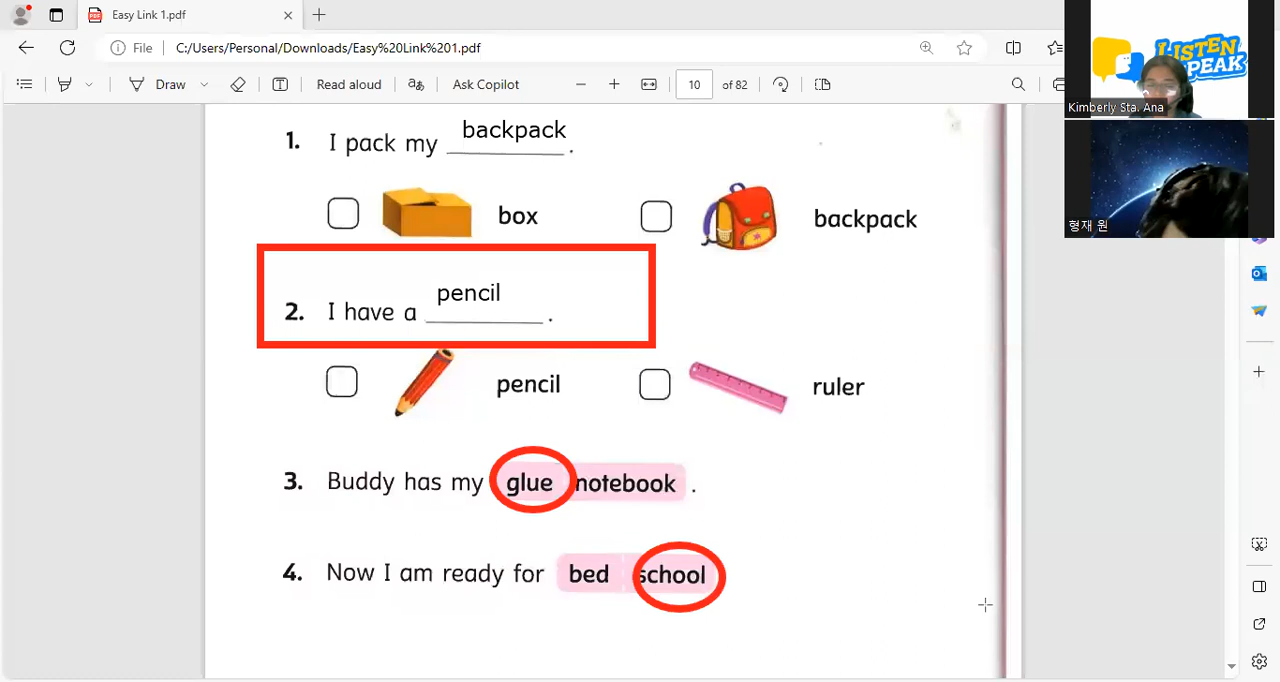 Easy Link 1.pdf
File
C:/Users/Personal/Downloads/Easy%20Link%201.pdf
Draw
Read aloud
Ask Copilot
10
of 82
LISTEN
SPEAK
Kimberly Sta. Ana
형재 원
1. I pack my backpack.
box
backpack
2. I have a pencil.
pencil
ruler
3. Buddy has my glue notebook.
4. Now I am ready for bed school